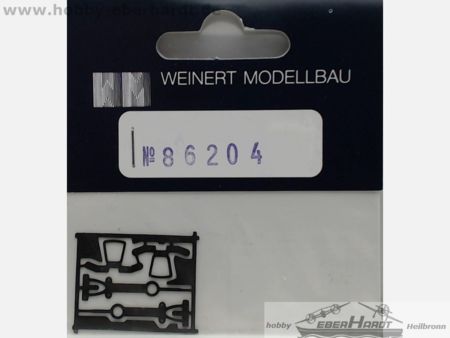 www.hobby-eberhardt.de
WEINERT MODELLBAU
№ 86204
hobby EBERHARDT Heilbronn